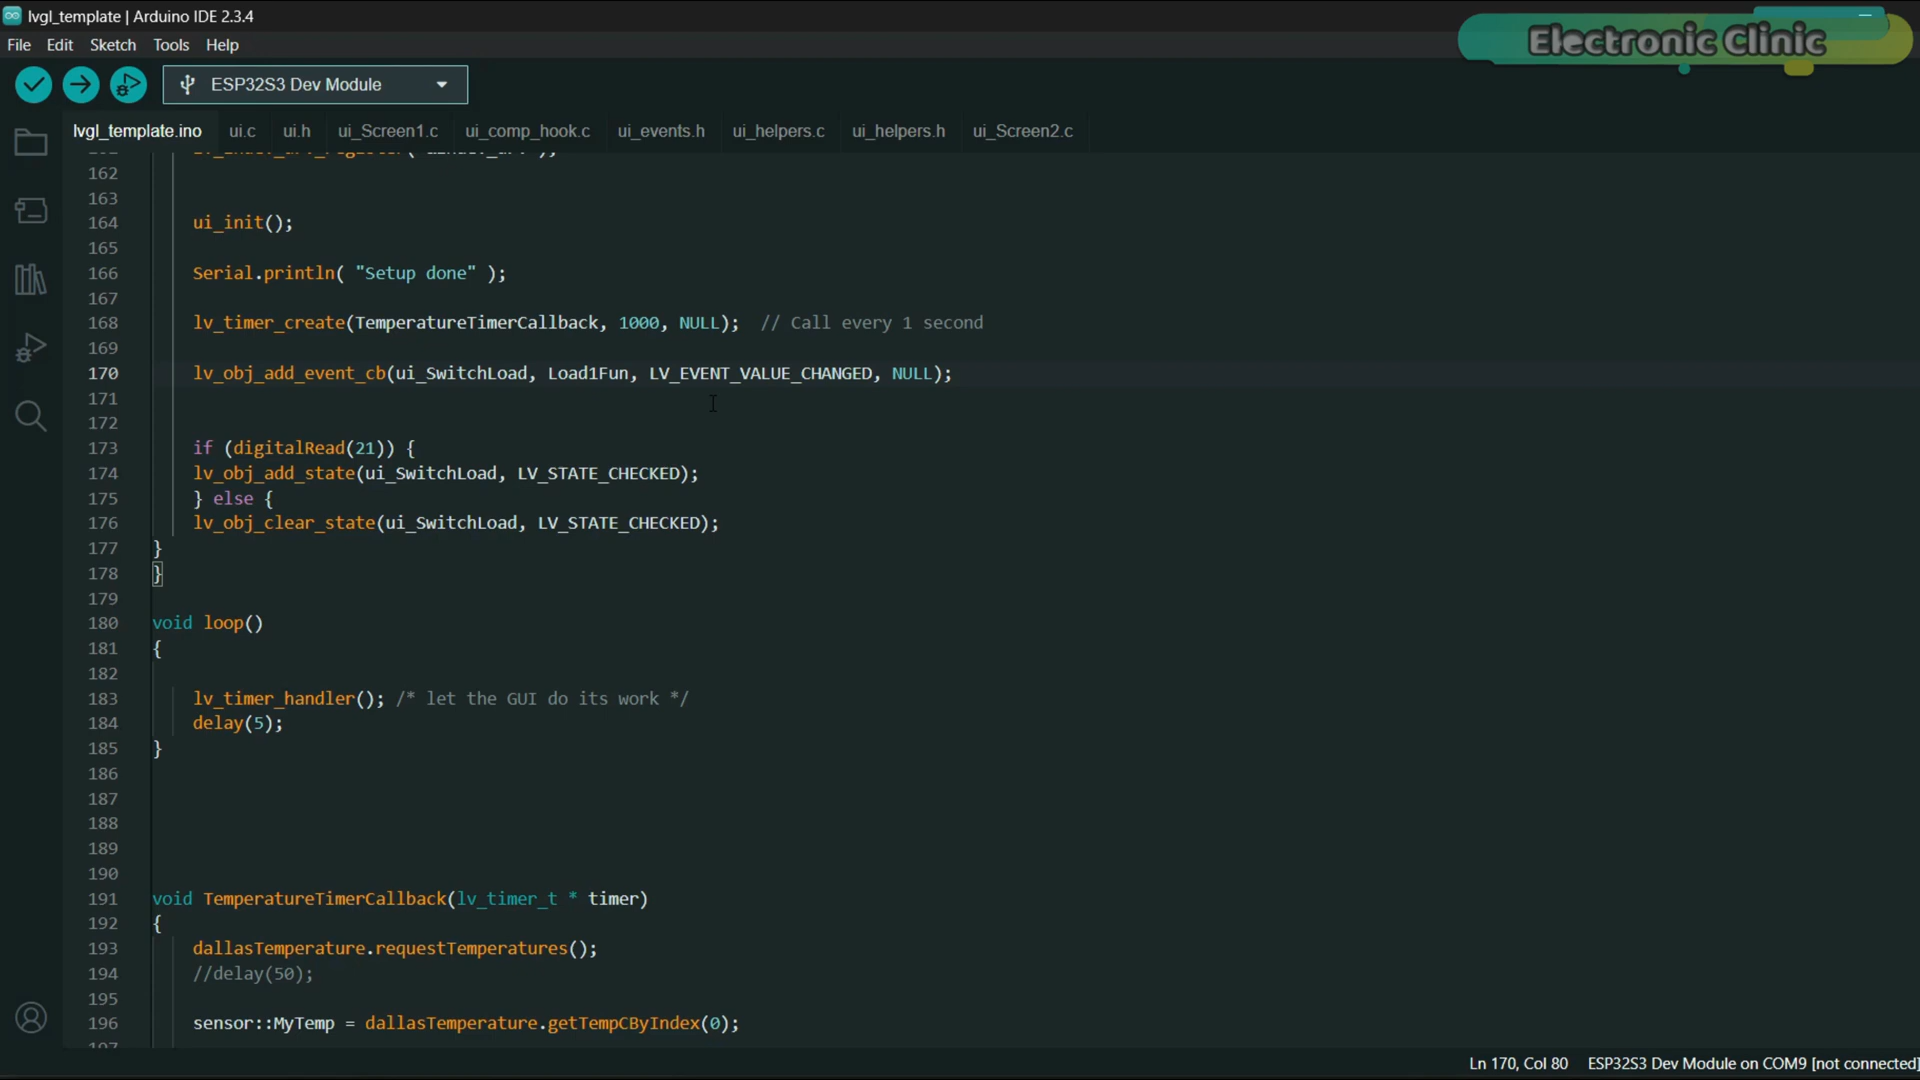 lvgl_template | Arduino IDE 2.3.4
Electronic Clinic
File Edit Sketch Tools Help
ESP32S3 Dev Module
lvgl_template.ino ui.c ui.h ui_Screen1.c ui_comp_hook.c ui_events.h ui_helpers.c ui_helpers.h ui_Screen2.c
162
163
164 ui_init();
165
166 Serial.println( "Setup done" );
167
168 lv_timer_create(TemperatureTimerCallback, 1000, NULL); // Call every 1 second
169
170 lv_obj_add_event_cb(ui_SwitchLoad, Load1Fun, LV_EVENT_VALUE_CHANGED, NULL);
171
172
173 if (digitalRead(21)) {
174 lv_obj_add_state(ui_SwitchLoad, LV_STATE_CHECKED);
175 } else {
176 lv_obj_clear_state(ui_SwitchLoad, LV_STATE_CHECKED);
177 }
178 }
179
180 void loop()
181 {
182
183 lv_timer_handler(); /* let the GUI do its work */
184 delay(5);
185 }
186
187
188
189
190
191 void TemperatureTimerCallback(lv_timer_t * timer)
192 {
193 dallasTemperature.requestTemperatures();
194 //delay(50);
195
196 sensor::MyTemp = dallasTemperature.getTempCByIndex(0);
Ln 170, Col 80 ESP32S3 Dev Module on COM9 [not connected]